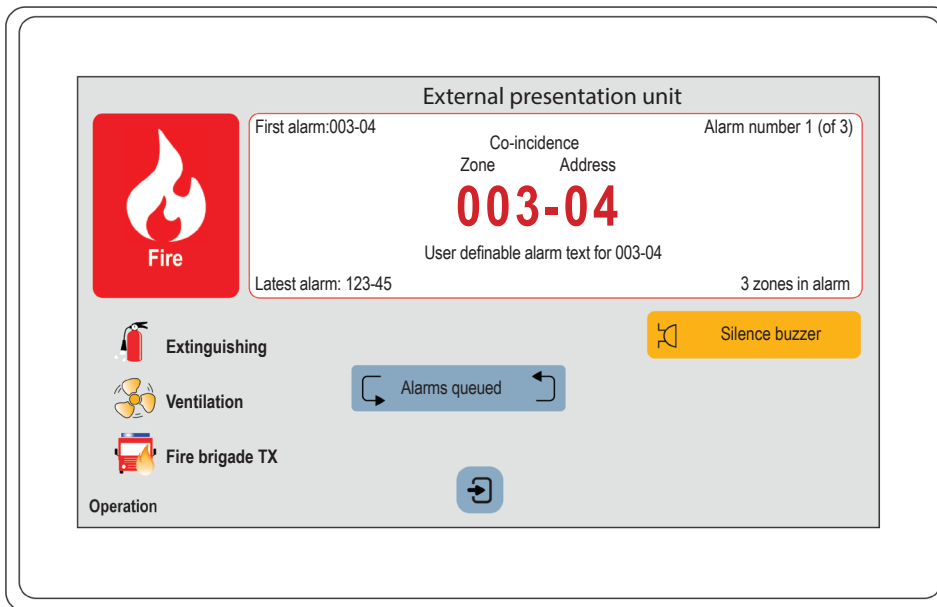 External presentation unit
First alarm:003-04
Alarm number 1 (of 3)
Co-incidence
Zone Address
003-04
Fire
User definable alarm text for 003-04
Latest alarm: 123-45
3 zones in alarm
Silence buzzer
Extinguishing
Alarms queued
Ventilation
Fire brigade TX
Operation